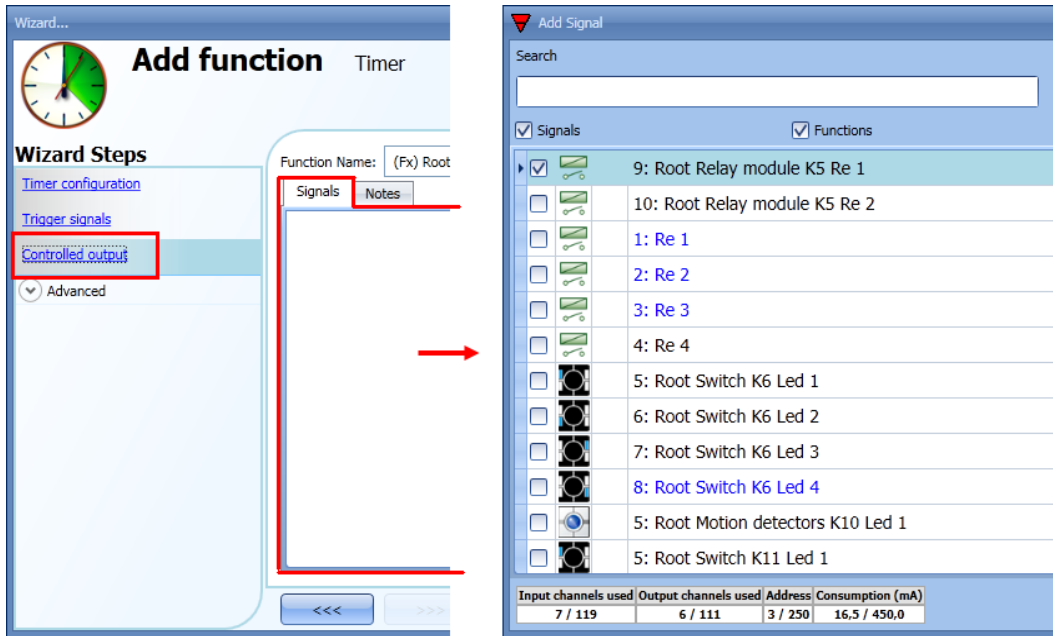 Wizard...
Add function Timer
Wizard Steps
Timer configuration
Trigger signals
Controlled output
Advanced
Function Name: (Fx) Root
Signals Notes
<<< >>>
Add Signal
Search
Signals Functions
9: Root Relay module K5 Re 1
10: Root Relay module K5 Re 2
1: Re 1
2: Re 2
3: Re 3
4: Re 4
5: Root Switch K6 Led 1
6: Root Switch K6 Led 2
7: Root Switch K6 Led 3
8: Root Switch K6 Led 4
5: Root Motion detectors K10 Led 1
5: Root Switch K11 Led 1
Input channels used Output channels used Address Consumption (mA)
7 / 119 6 / 111 3 / 250 16,5 / 450,0